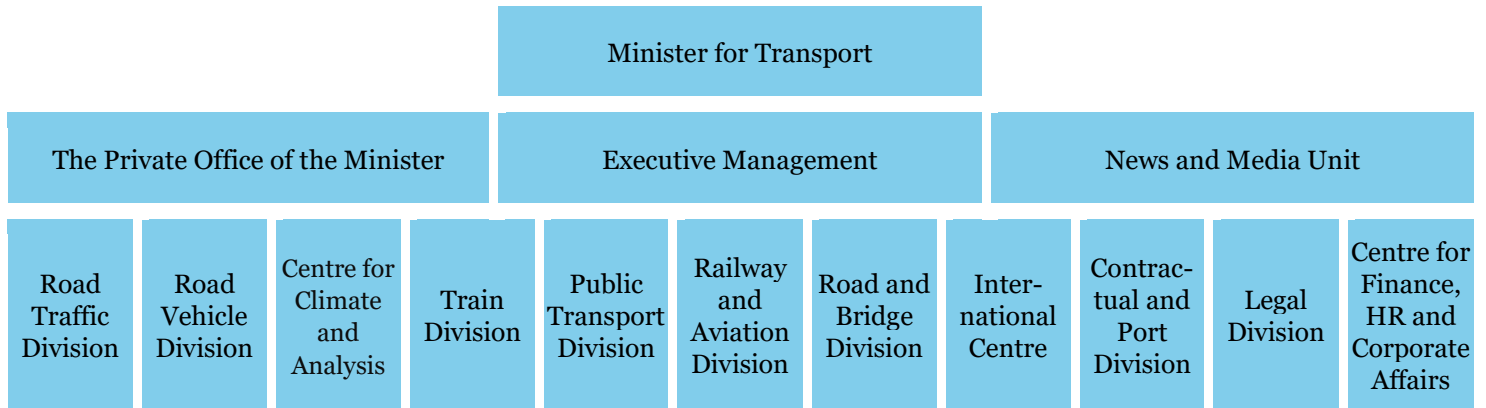 Minister for Transport
The Private Office of the Minister
Executive Management
News and Media Unit
Road
Traffic
Division
Road
Vehicle
Division
Centre for
Climate
and
Analysis
Train
Division
Public
Transport
Division
Railway
and
Aviation
Division
Road and
Bridge
Division
Inter-
national
Centre
Contrac-
tual and
Port
Division
Legal
Division
Centre for
Finance,
HR and
Corporate
Affairs